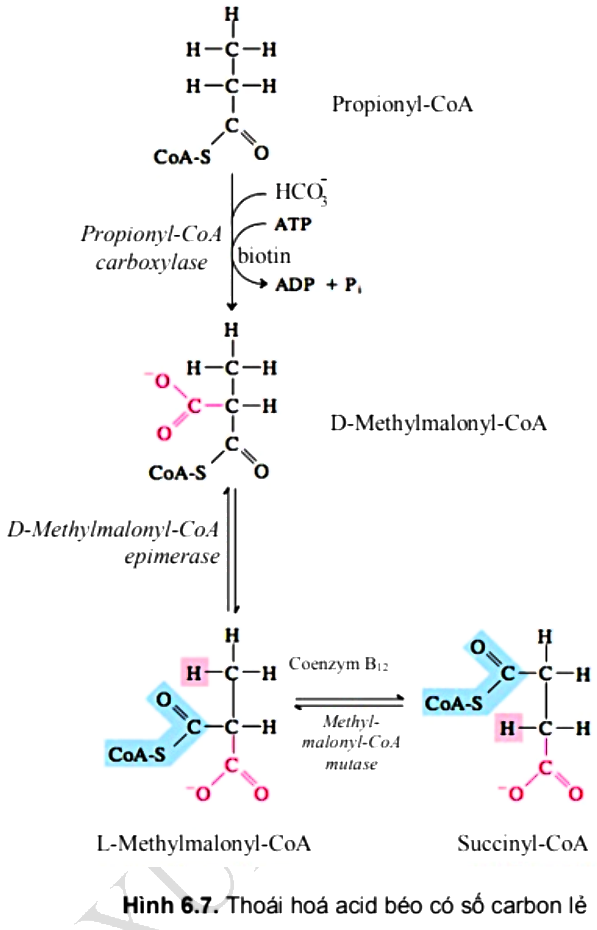 H
H–C–H
H–C–H
C
CoA-S O
Propionyl-CoA
HCO₃⁻
ATP
Propionyl-CoA
carboxylase
biotin
ADP + Pi
H
H–C–H
⁻O
C–C–H
O
C
CoA-S O
D-Methylmalonyl-CoA
D-Methylmalonyl-CoA
epimerase
H
H–C–H
O
C–C–H
CoA-S
C
⁻O O
L-Methylmalonyl-CoA
Coenzym B₁₂
Methyl-
malonyl-CoA
mutase
H
O
C–C–H
CoA-S
H–C–H
C
⁻O O
Succinyl-CoA
Hình 6.7. Thoái hoá acid béo có số carbon lẻ